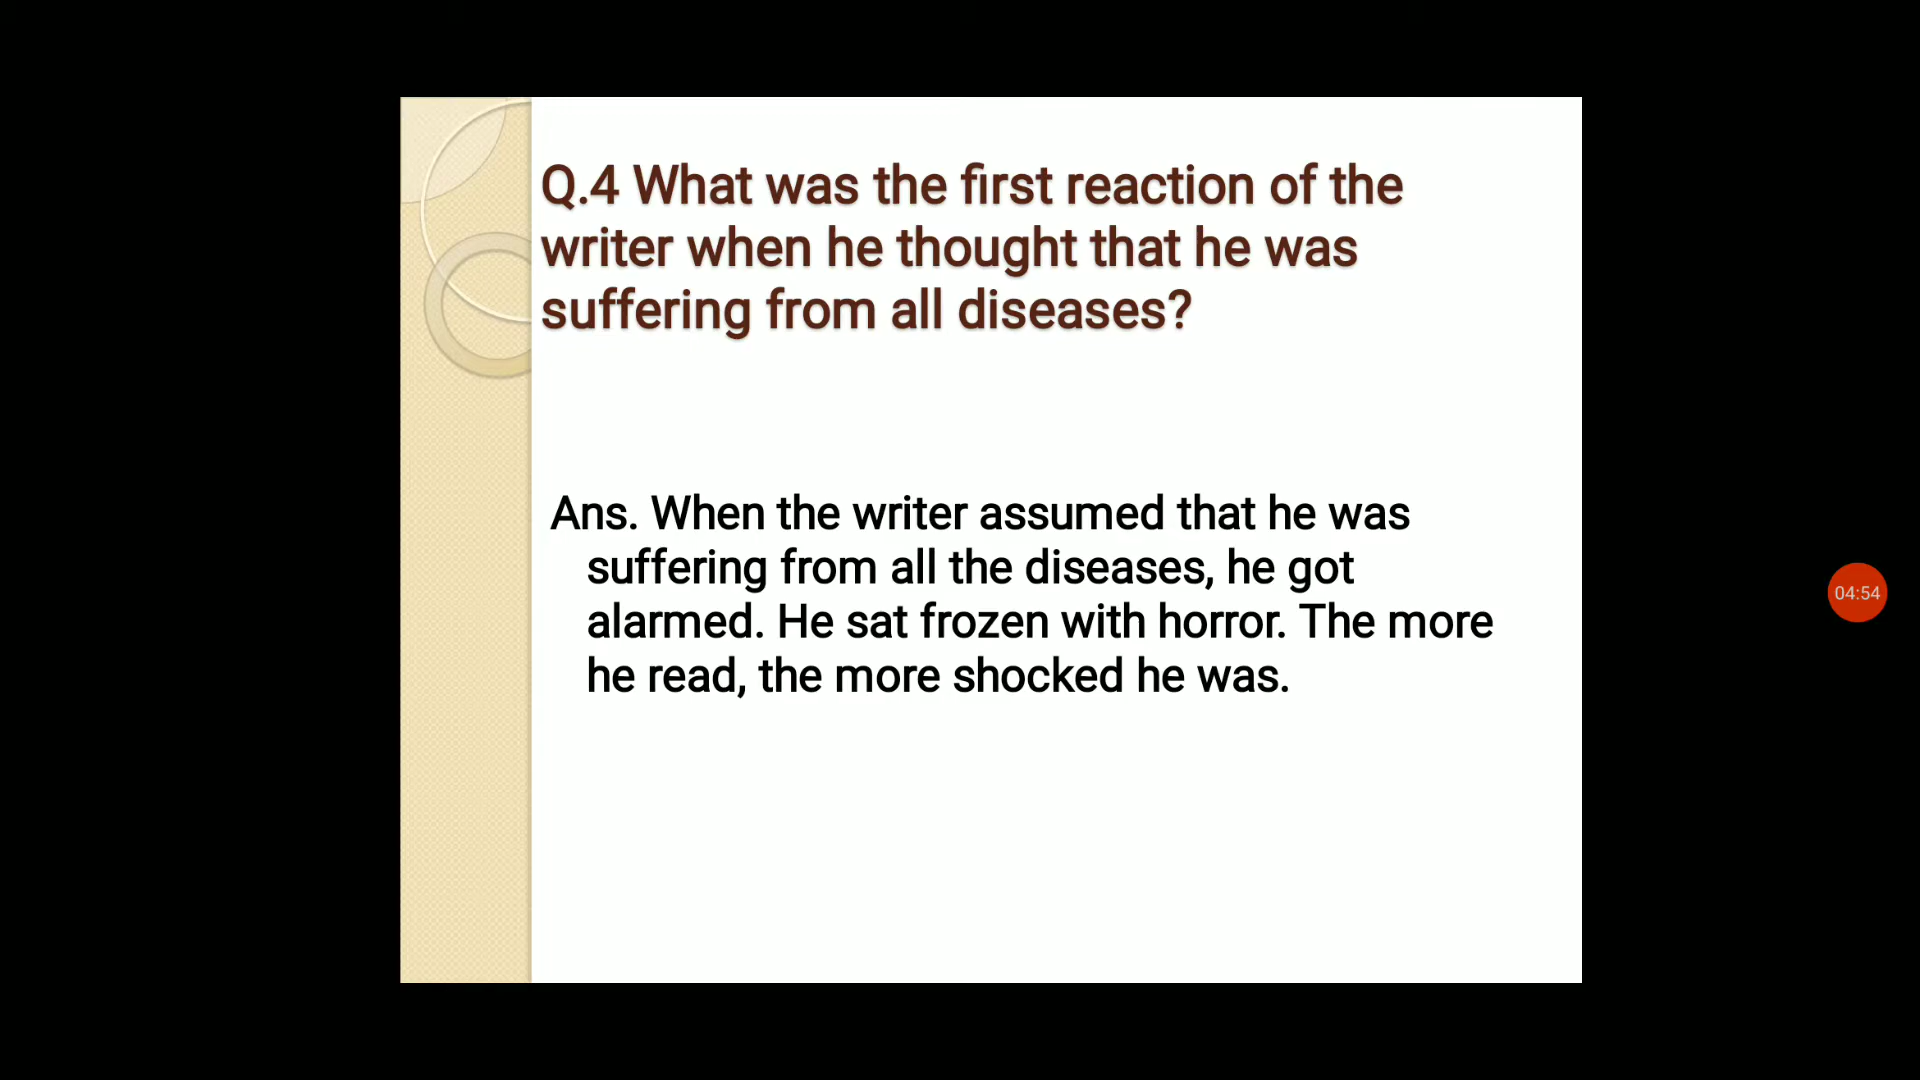 Q.4 What was the first reaction of the
writer when he thought that he was
suffering from all diseases?
Ans. When the writer assumed that he was
suffering from all the diseases, he got
alarmed. He sat frozen with horror. The more
he read, the more shocked he was.
04:54